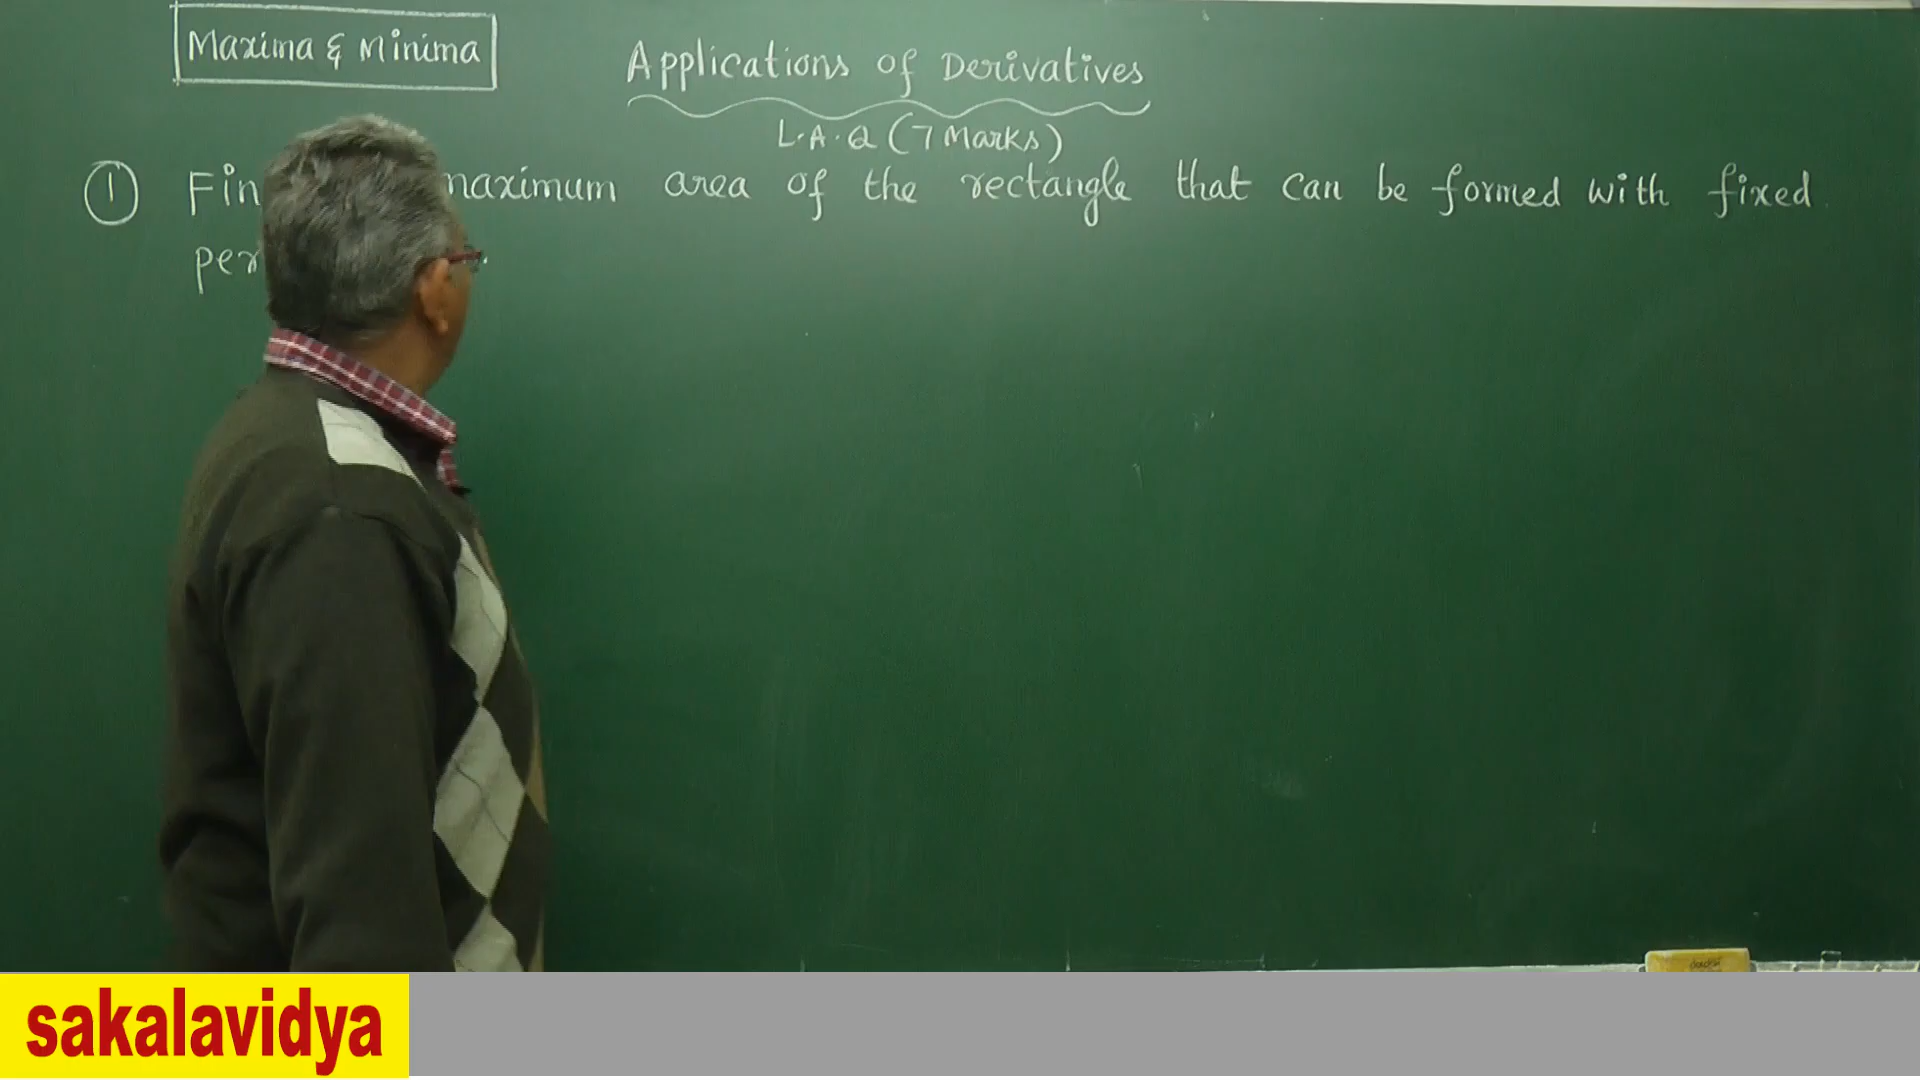 Maxima & Minima
Applications of Derivatives
L.A.Q (7 Marks)
① Fin maximum area of the rectangle that can be formed with fixed
per
sakalavidya